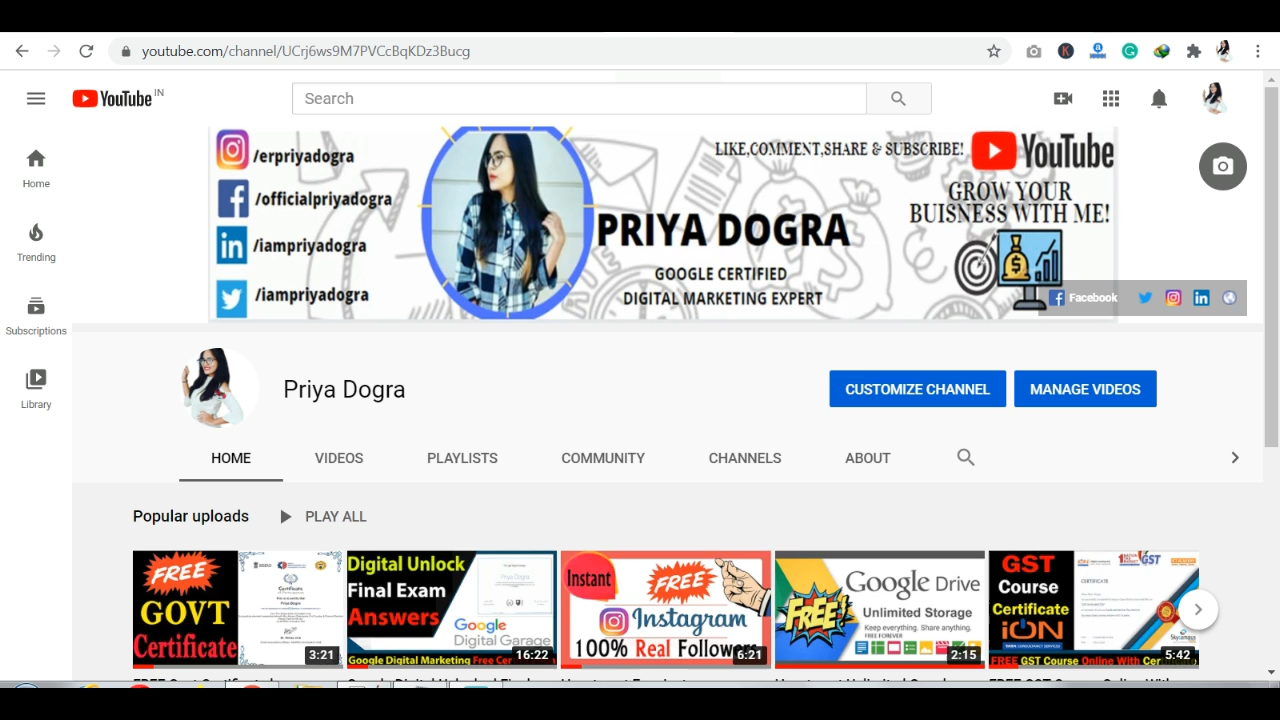 youtube.com/channel/UCrj6ws9M7PVCcBqKDz3Bucg
YouTube IN
Search
Home
Trending
Subscriptions
Library
/erpriyadogra
/officialpriyadogra
/iampriyadogra
/iampriyadogra
PRIYA DOGRA
GOOGLE CERTIFIED
DIGITAL MARKETING EXPERT
LIKE,COMMENT,SHARE & SUBSCRIBE!
YouTube
GROW YOUR
BUISNESS WITH ME!
Facebook
Priya Dogra
CUSTOMIZE CHANNEL
MANAGE VIDEOS
HOME
VIDEOS
PLAYLISTS
COMMUNITY
CHANNELS
ABOUT
Popular uploads
PLAY ALL
FREE
GOVT
Certificate
3:21
Digital Unlock
Final Exam
Answers
Google
Digital Garage
Google Digital Marketing Free Cer
16:22
Instant
FREE
Instagram
100% Real Followers
6:21
Google Drive
Unlimited Storage
Keep everything. Share anything.
FREE FOREVER
FREE!
2:15
GST
Course
Certificate
iON
FREE GST Course Online With Cer
5:42